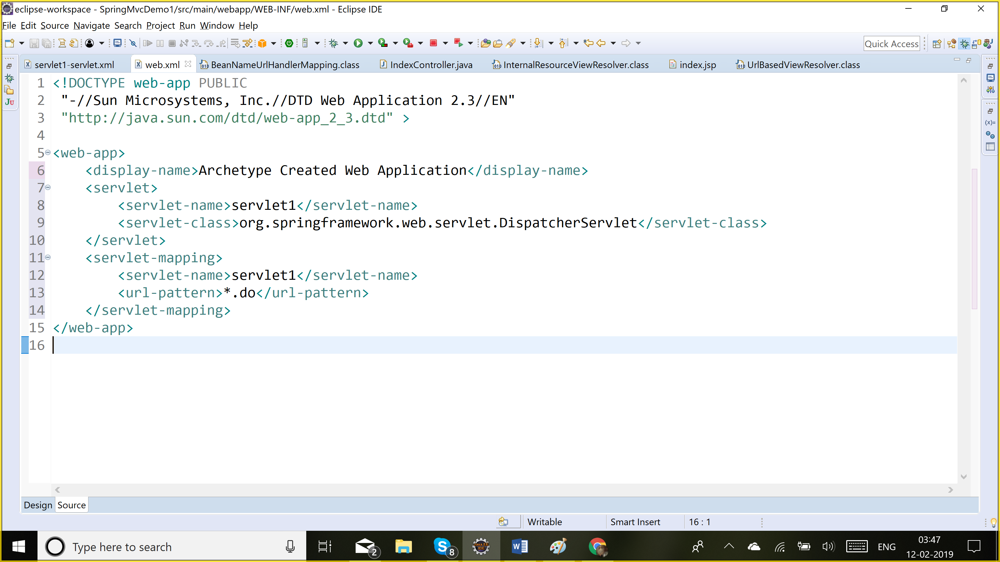 eclipse-workspace - SpringMvcDemo1/src/main/webapp/WEB-INF/web.xml - Eclipse IDE
File Edit Source Navigate Search Project Run Window Help
Quick Access
servlet1-servlet.xml web.xml BeanNameUrlHandlerMapping.class IndexController.java InternalResourceViewResolver.class index.jsp UrlBasedViewResolver.class
1 <!DOCTYPE web-app PUBLIC
2 "-//Sun Microsystems, Inc.//DTD Web Application 2.3//EN"
3 "http://java.sun.com/dtd/web-app_2_3.dtd" >
4
5 <web-app>
6 <display-name>Archetype Created Web Application</display-name>
7 <servlet>
8 <servlet-name>servlet1</servlet-name>
9 <servlet-class>org.springframework.web.servlet.DispatcherServlet</servlet-class>
10 </servlet>
11 <servlet-mapping>
12 <servlet-name>servlet1</servlet-name>
13 <url-pattern>*.do</url-pattern>
14 </servlet-mapping>
15 </web-app>
16
Design Source
Writable Smart Insert 16 : 1
Type here to search 2 8 Java EE IDE ENG 03:47
12-02-2019